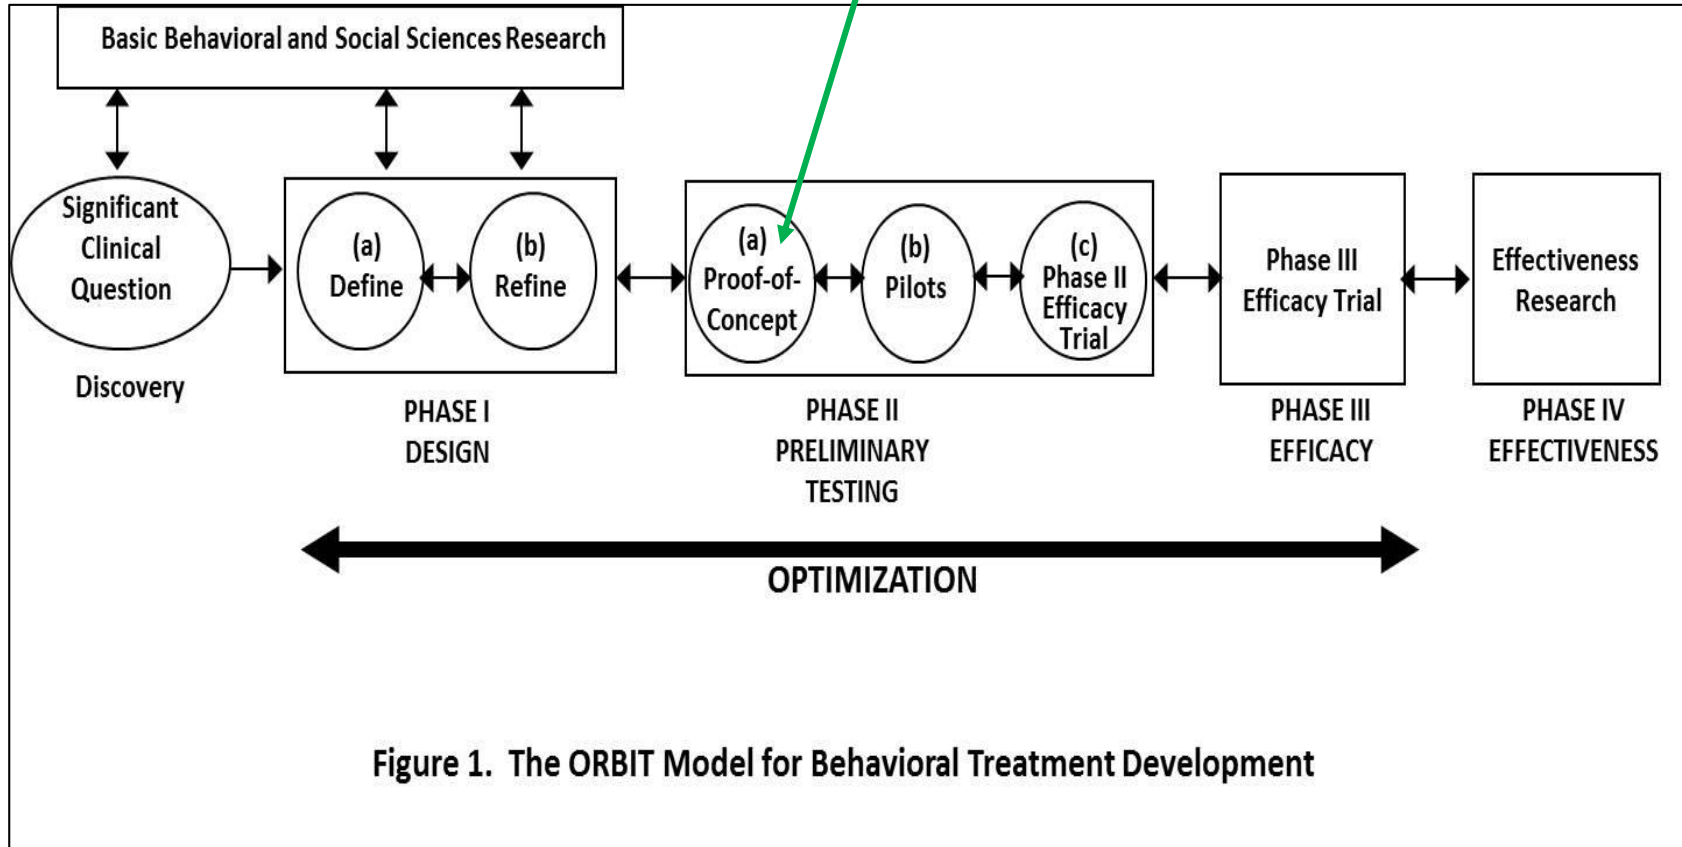 Basic Behavioral and Social Sciences Research
Significant
Clinical
Question
Discovery
(a)
Define
(b)
Refine
PHASE I
DESIGN
(a)
Proof-of-
Concept
(b)
Pilots
(c)
Phase II
Efficacy
Trial
PHASE II
PRELIMINARY
TESTING
Phase III
Efficacy Trial
PHASE III
EFFICACY
Effectiveness
Research
PHASE IV
EFFECTIVENESS
OPTIMIZATION
Figure 1.  The ORBIT Model for Behavioral Treatment Development